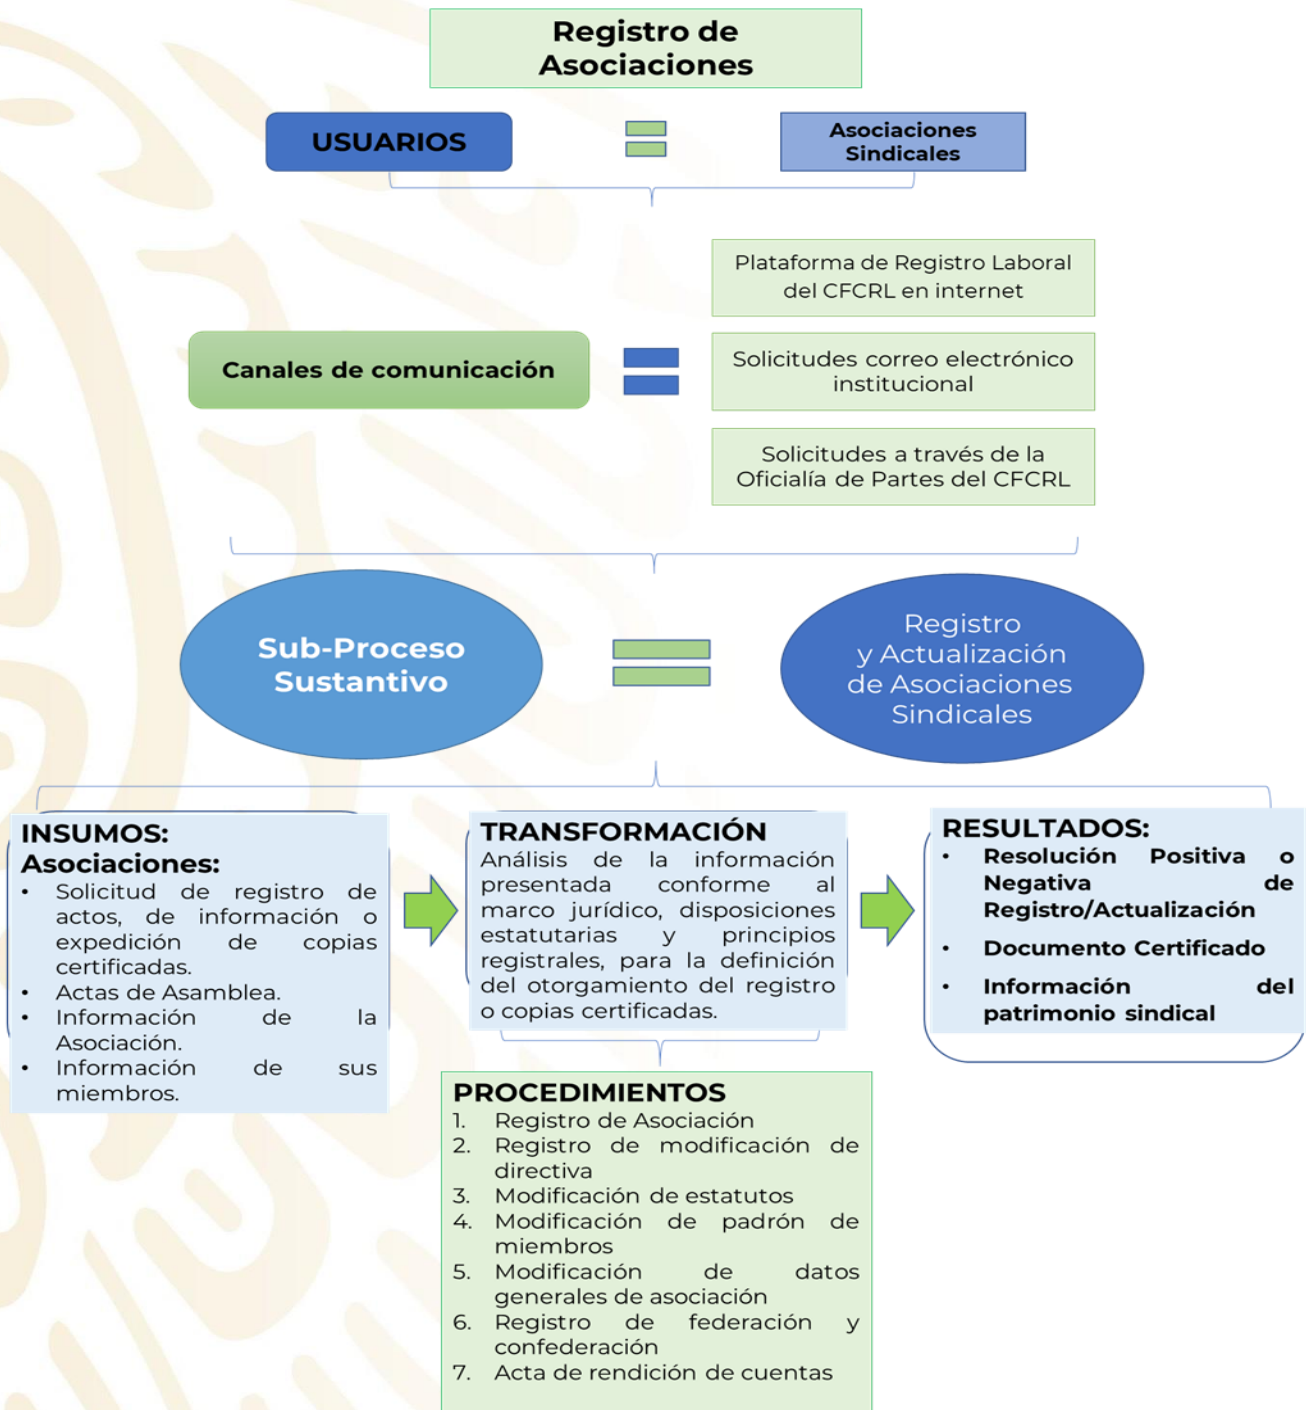 Registro de
Asociaciones
USUARIOS
Asociaciones
Sindicales
Plataforma de Registro Laboral
del CFCRL en internet
Canales de comunicación
Solicitudes correo electrónico
institucional
Solicitudes a través de la
Oficialía de Partes del CFCRL
Sub-Proceso
Sustantivo
Registro
y Actualización
de Asociaciones
Sindicales
INSUMOS:
Asociaciones:
• Solicitud de registro de
actos, de información o
expedición de copias
certificadas.
• Actas de Asamblea.
• Información de la
Asociación.
• Información de sus
miembros.
TRANSFORMACIÓN
Análisis de la información
presentada conforme al
marco jurídico, disposiciones
estatutarias y principios
registrales, para la definición
del otorgamiento del registro
o copias certificadas.
RESULTADOS:
• Resolución Positiva o
Negativa de
Registro/Actualización
• Documento Certificado
• Información del
patrimonio sindical
PROCEDIMIENTOS
1. Registro de Asociación
2. Registro de modificación de
directiva
3. Modificación de estatutos
4. Modificación de padrón de
miembros
5. Modificación de datos
generales de asociación
6. Registro de federación y
confederación
7. Acta de rendición de cuentas